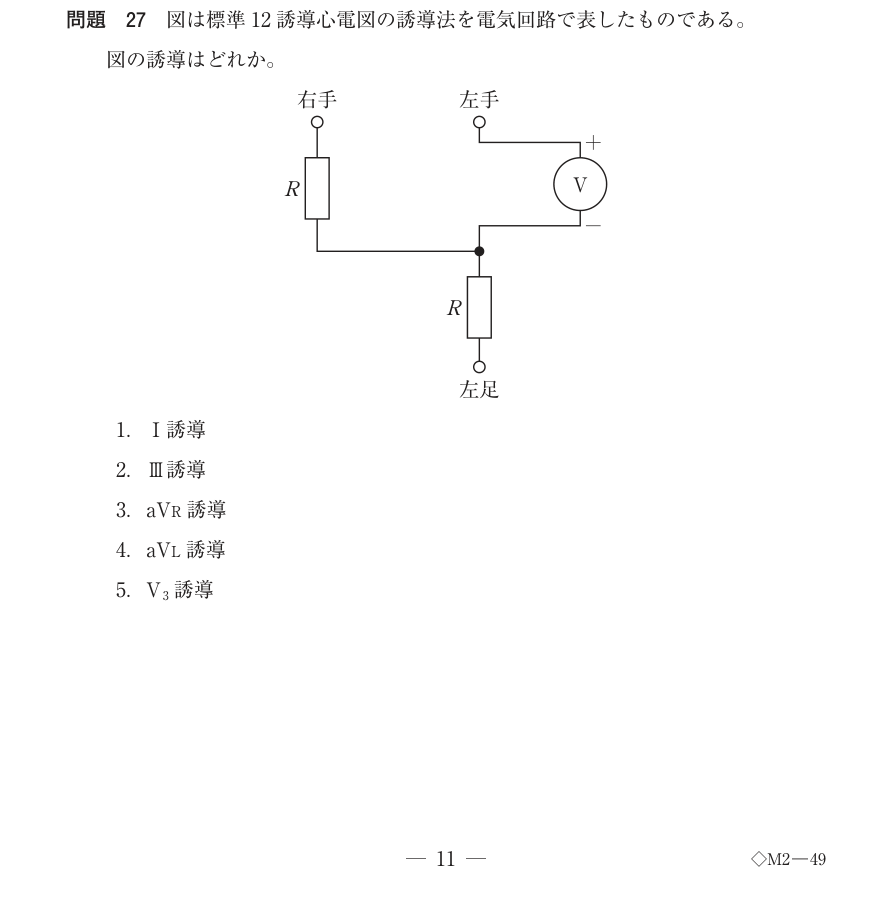 問題 27 図は標準 12 誘導心電図の誘導法を電気回路で表したものである。
図の誘導はどれか。
右手
左手
+
V
R
−
R
左足
1. Ⅰ誘導
2. Ⅲ誘導
3. aVR 誘導
4. aVL 誘導
5. V₃ 誘導
― 11 ―
◇M2―49